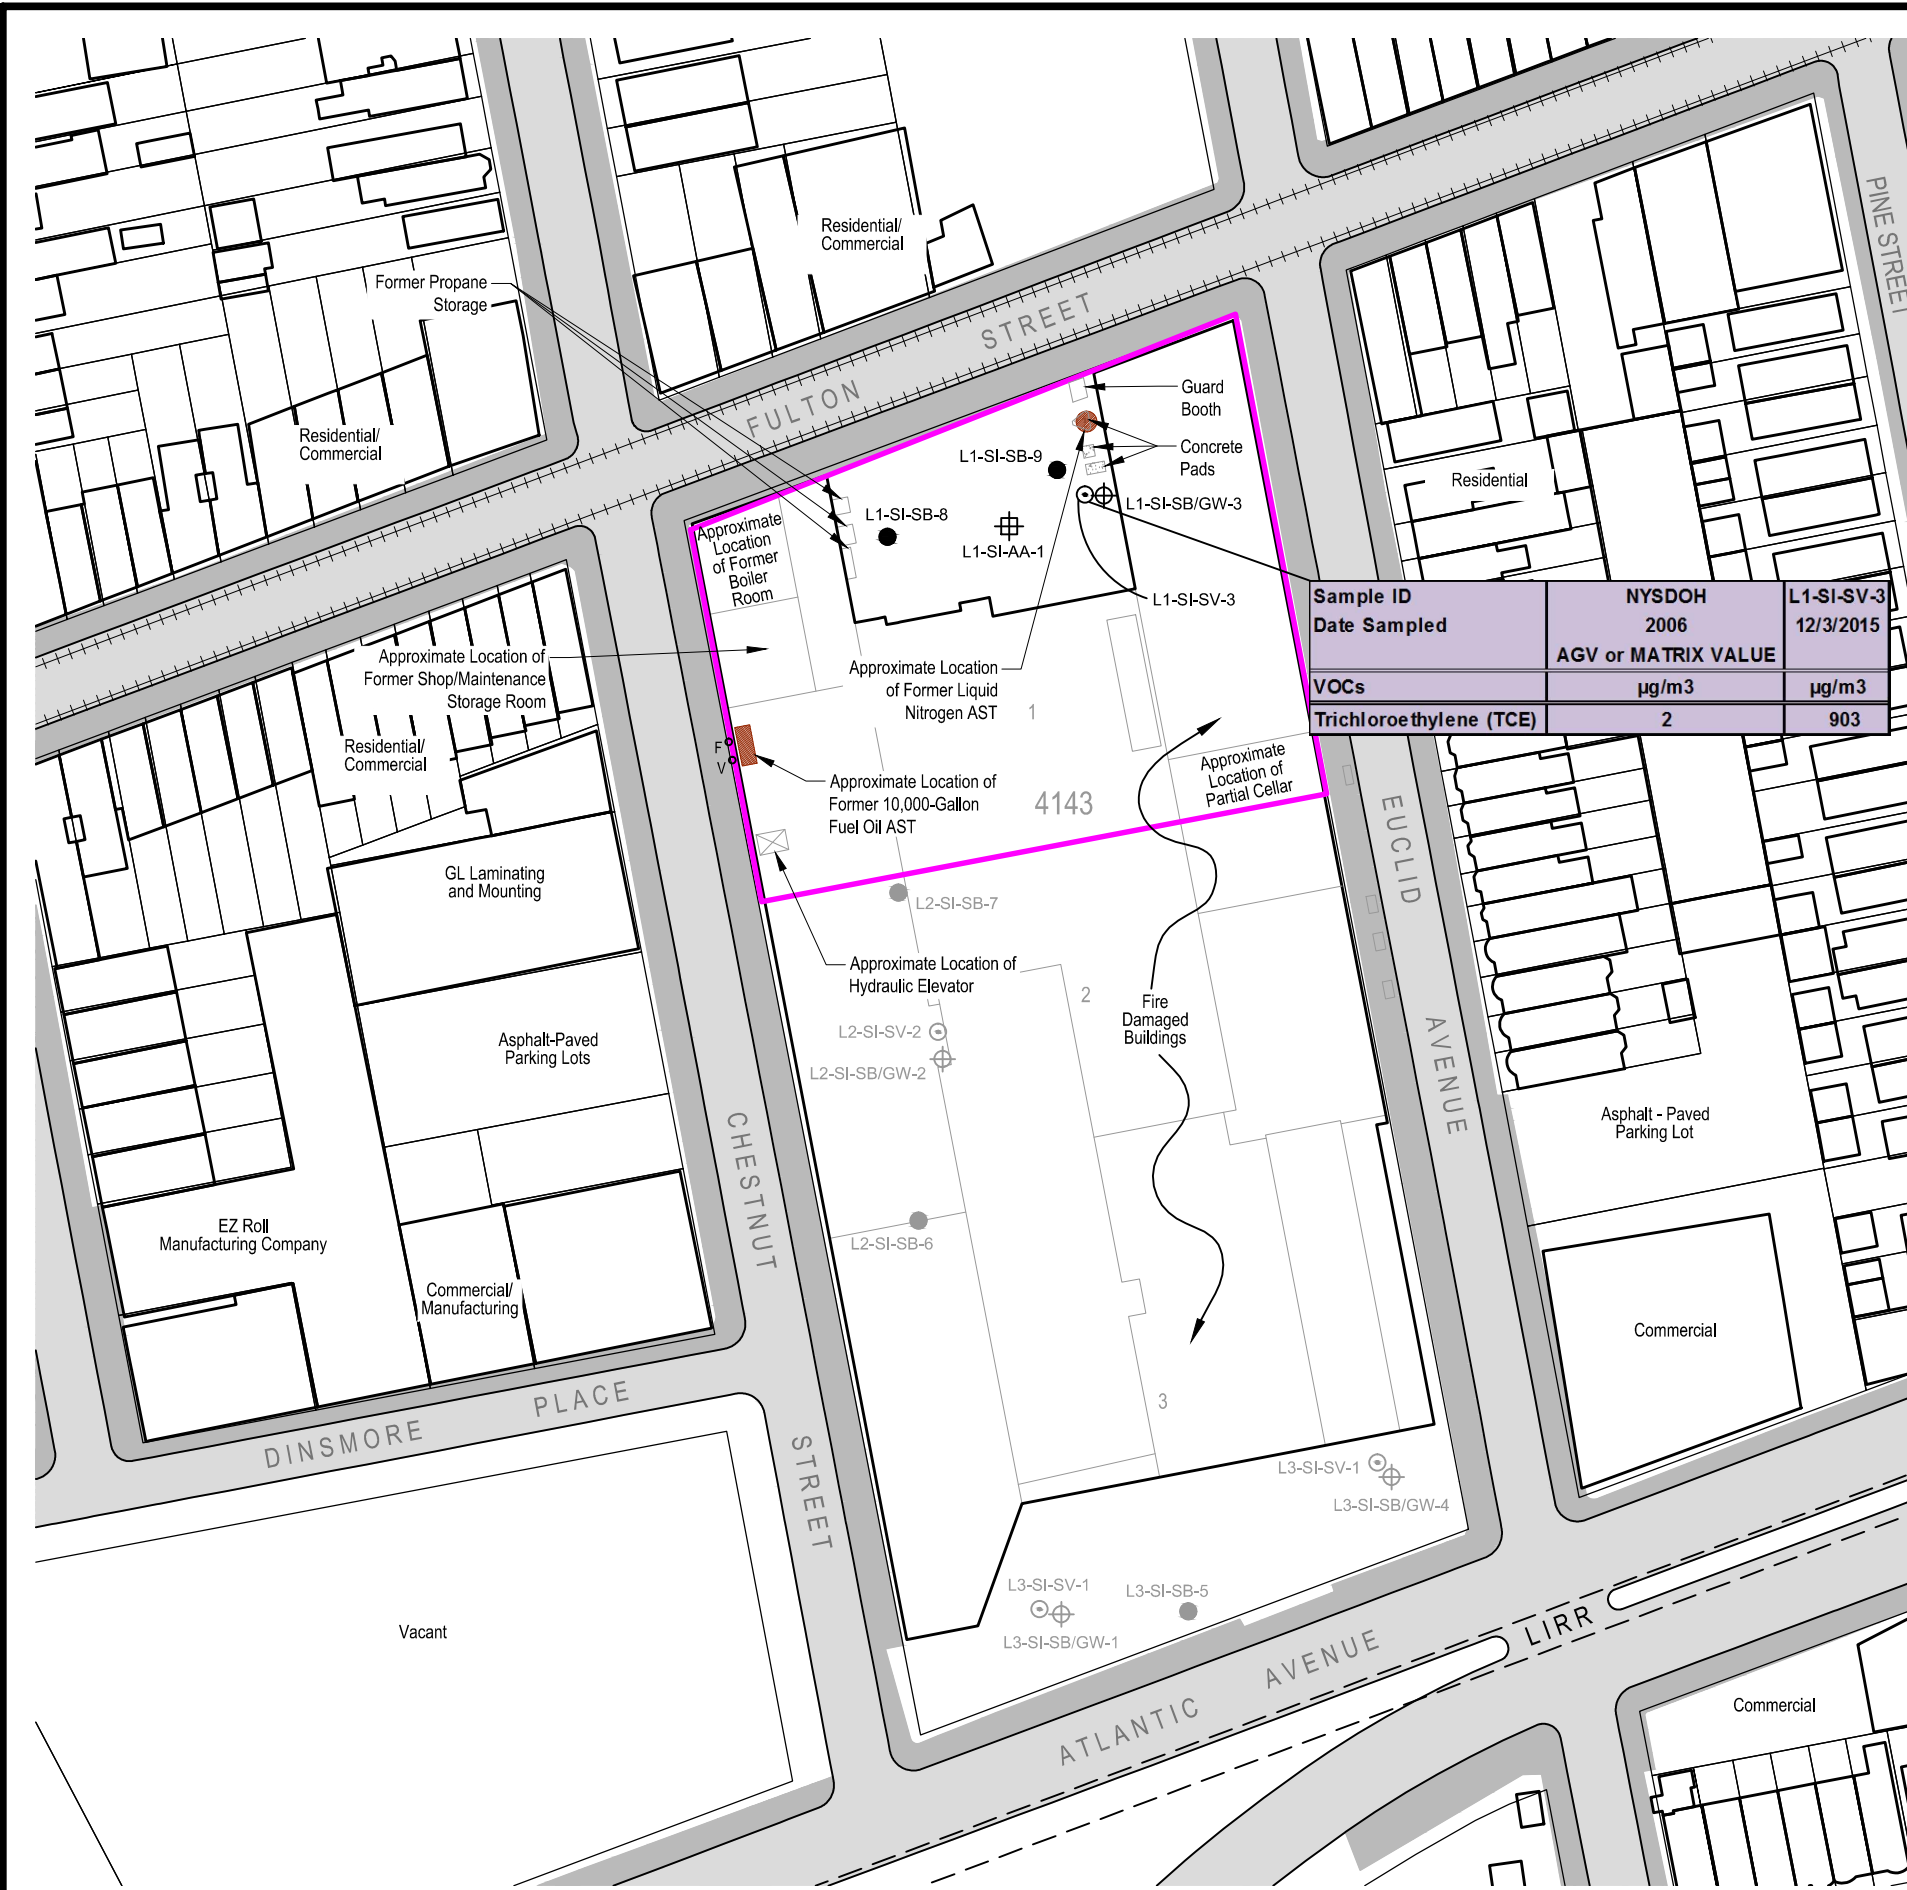 Residential/
Commercial
PINE STREET
Former Propane
Storage
FULTON STREET
Guard
Booth
Residential/
Commercial
L1-SI-SB-9
Concrete
Pads
Residential
L1-SI-SB/GW-3
L1-SI-SB-8
L1-SI-AA-1
Approximate
Location
of Former
Boiler
Room
L1-SI-SV-3
Sample ID NYSDOH L1-SI-SV-3
Date Sampled 2006 12/3/2015
AGV or MATRIX VALUE
VOCs µg/m3 µg/m3
Trichloroethylene (TCE) 2 903
Approximate Location of
Former Shop/Maintenance
Storage Room
Approximate Location
of Former Liquid
Nitrogen AST
1
Residential/
Commercial
F
V
Approximate
Location of
Partial Cellar
Approximate Location of
Former 10,000-Gallon
Fuel Oil AST
4143
EUCLID AVENUE
GL Laminating
and Mounting
L2-SI-SB-7
Approximate Location of
Hydraulic Elevator
2
Fire
Damaged
Buildings
L2-SI-SV-2
L2-SI-SB/GW-2
Asphalt-Paved
Parking Lots
Asphalt - Paved
Parking Lot
CHESTNUT STREET
EZ Roll
Manufacturing Company
L2-SI-SB-6
Commercial/
Manufacturing
Commercial
3
DINSMORE PLACE
L3-SI-SV-1
L3-SI-SB/GW-4
L3-SI-SV-1
L3-SI-SB-5
L3-SI-SB/GW-1
Vacant
LIRR
ATLANTIC AVENUE
Commercial